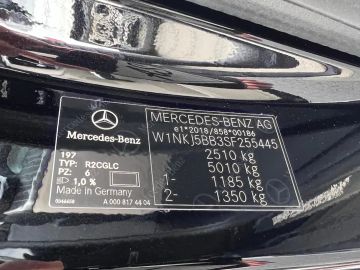 Mercedes-Benz
197
TYP: R2CGLC
PZ: 6
1,0 %
Made in Germany
A 000 817 44 04
MERCEDES-BENZ AG
e1*2018/858*00186
W1NKJ5BB3SF255445
2510 kg
5010 kg
1- 1185 kg
2- 1350 kg